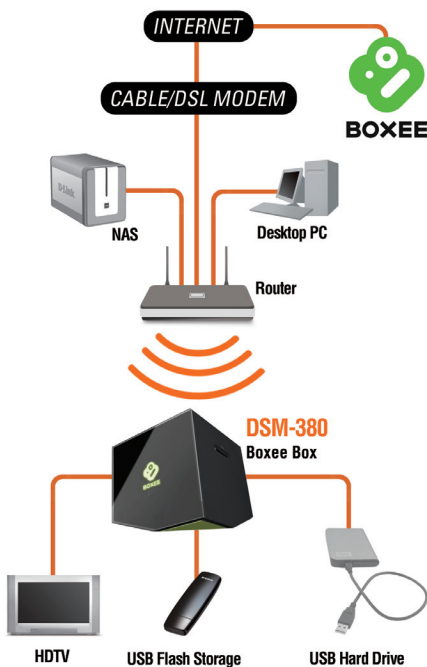 INTERNET
BOXEE
CABLE/DSL MODEM
D-Link
NAS
Desktop PC
Router
DSM-380
Boxee Box
BOXEE
HDTV
USB Flash Storage
USB Hard Drive